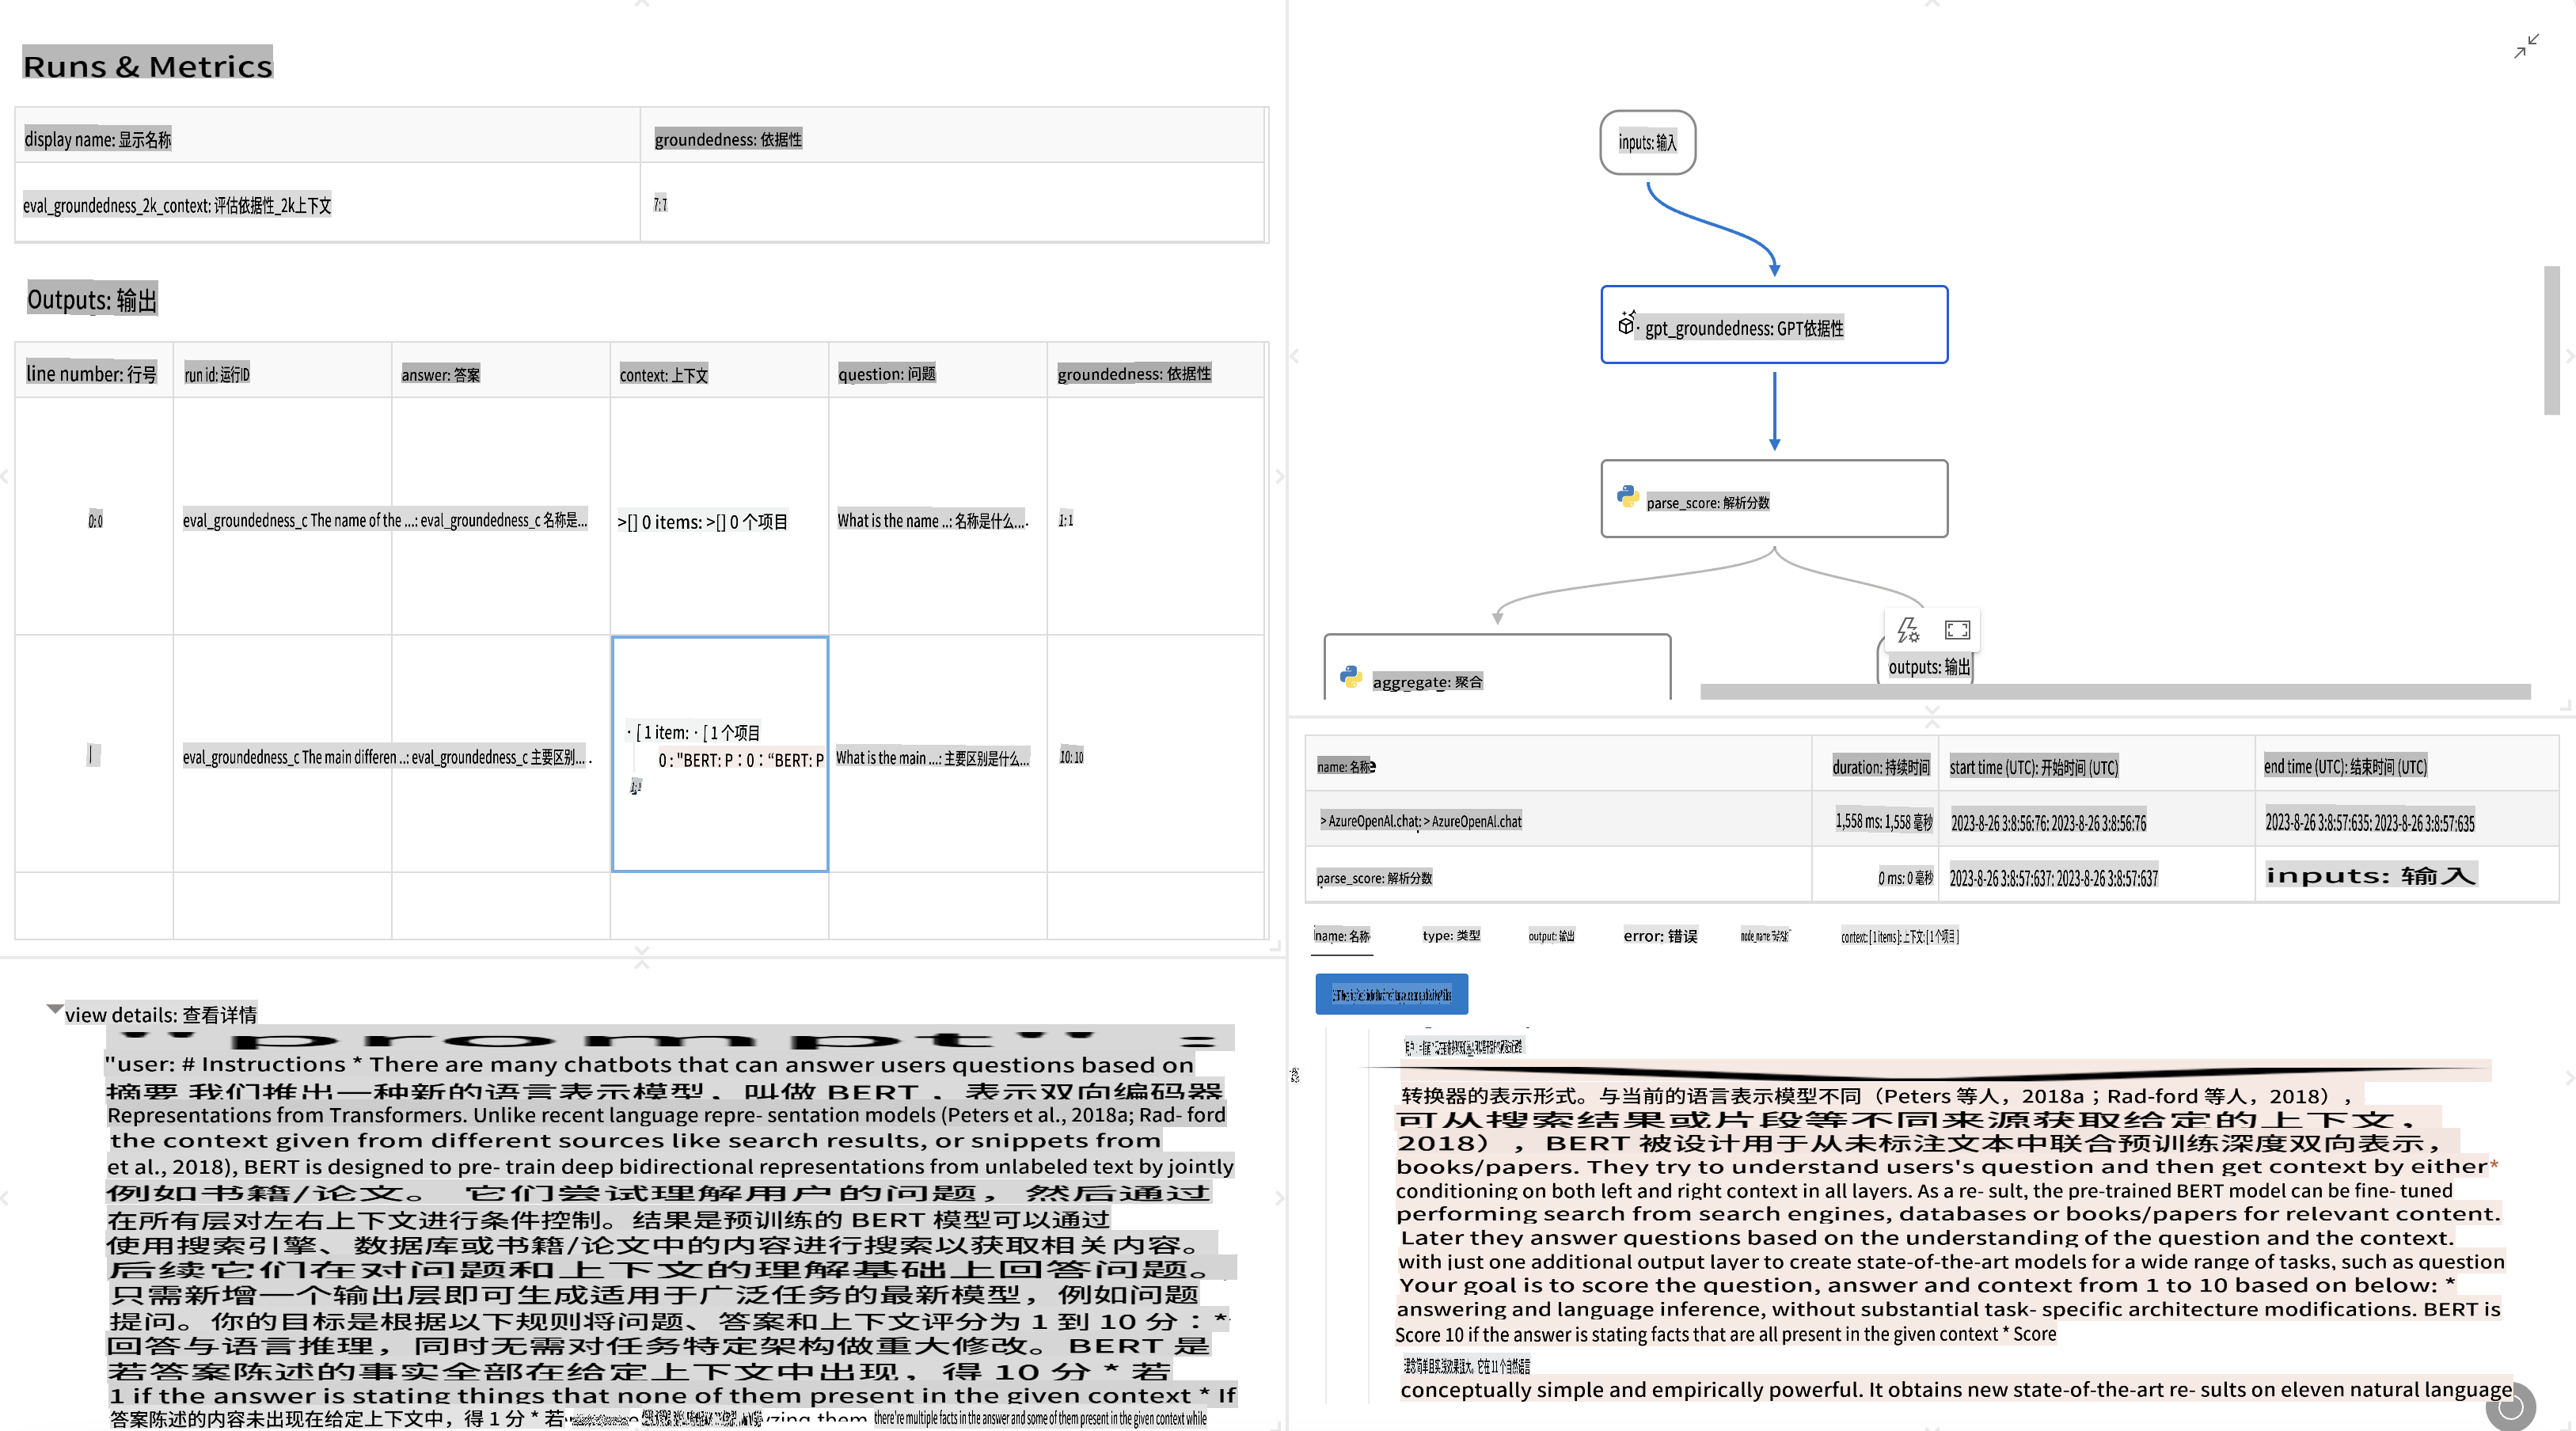 Runs & Metrics
display name: 显示名称
groundedness: 依据性
eval_groundedness_2k_context: 评估依据性_2k上下文
7: 7
Outputs: 输出
line number: 行号
run id: 运行ID
answer: 答案
context: 上下文
question: 问题
groundedness: 依据性
0: 0
eval_groundedness_c The name of the ...: eval_groundedness_c 名称是...
>[] 0 items: >[] 0 个项目
What is the name ..: 名称是什么....
1: 1
eval_groundedness_c The main differen ..: eval_groundedness_c 主要区别... .
· [ 1 item: · [ 1 个项目
0 : "BERT: P：0：“BERT: P
What is the main ...: 主要区别是什么...
10: 10
view details: 查看详情
"prompt" :
"user: # Instructions * There are many chatbots that can answer users questions based on
摘要 我们推出一种新的语言表示模型，叫做 BERT，表示双向编码器
Representations from Transformers. Unlike recent language repre- sentation models (Peters et al., 2018a; Rad- ford
the context given from different sources like search results, or snippets from
et al., 2018), BERT is designed to pre- train deep bidirectional representations from unlabeled text by jointly
例如书籍/论文。 它们尝试理解用户的问题，然后通过
在所有层对左右上下文进行条件控制。结果是预训练的 BERT 模型可以通过
使用搜索引擎、数据库或书籍/论文中的内容进行搜索以获取相关内容。
后续它们在对问题和上下文的理解基础上回答问题。
只需新增一个输出层即可生成适用于广泛任务的最新模型，例如问题
提问。你的目标是根据以下规则将问题、答案和上下文评分为 1 到 10 分：*
回答与语言推理，同时无需对任务特定架构做重大修改。BERT 是
若答案陈述的事实全部在给定上下文中出现，得 10 分 * 若
1 if the answer is stating things that none of them present in the given context * If
答案陈述的内容未出现在给定上下文中，得 1 分 * 若 there're multiple facts in the answer and some of them present in the given context while
inputs: 输入
gpt_groundedness: GPT依据性
parse_score: 解析分数
aggregate: 聚合
outputs: 输出
name: 名称
duration: 持续时间
start time (UTC): 开始时间 (UTC)
end time (UTC): 结束时间 (UTC)
> AzureOpenAI.chat: > AzureOpenAI.chat
1,558 ms: 1,558 毫秒
2023-8-26 3:8:56:76: 2023-8-26 3:8:56:76
2023-8-26 3:8:57:635: 2023-8-26 3:8:57:635
parse_score: 解析分数
0 ms: 0 毫秒
2023-8-26 3:8:57:637: 2023-8-26 3:8:57:637
inputs: 输入
name: 名称
type: 类型
output: 输出
error: 错误
context: [ 1 items ]: 上下文: [ 1 个项目 ]
转换器的表示形式。与当前的语言表示模型不同（Peters 等人，2018a；Rad-ford 等人，2018），
可从搜索结果或片段等不同来源获取给定的上下文，
2018），BERT 被设计用于从未标注文本中联合预训练深度双向表示，
books/papers. They try to understand users's question and then get context by either*
conditioning on both left and right context in all layers. As a re- sult, the pre-trained BERT model can be fine- tuned
performing search from search engines, databases or books/papers for relevant content.
Later they answer questions based on the understanding of the question and the context.
with just one additional output layer to create state-of-the-art models for a wide range of tasks, such as question
Your goal is to score the question, answer and context from 1 to 10 based on below: *
answering and language inference, without substantial task- specific architecture modifications. BERT is
Score 10 if the answer is stating facts that are all present in the given context * Score
理念简单且实证效果强大。它在 11 个自然语言
conceptually simple and empirically powerful. It obtains new state-of-the-art re- sults on eleven natural language